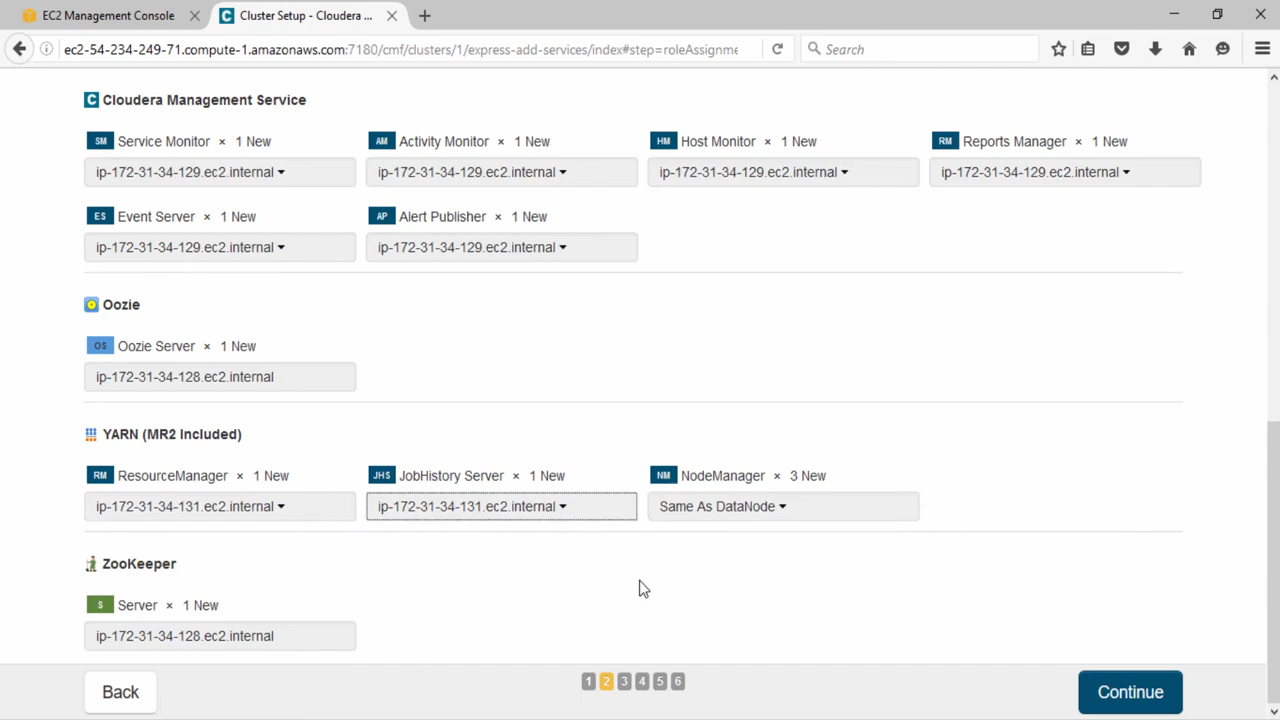 EC2 Management Console × Cluster Setup - Cloudera ... × +
ec2-54-234-249-71.compute-1.amazonaws.com:7180/cmf/clusters/1/express-add-services/index#step=roleAssignme Search
C Cloudera Management Service
SM Service Monitor × 1 New AM Activity Monitor × 1 New HM Host Monitor × 1 New RM Reports Manager × 1 New
ip-172-31-34-129.ec2.internal ip-172-31-34-129.ec2.internal ip-172-31-34-129.ec2.internal ip-172-31-34-129.ec2.internal
ES Event Server × 1 New AP Alert Publisher × 1 New
ip-172-31-34-129.ec2.internal ip-172-31-34-129.ec2.internal
Oozie
OS Oozie Server × 1 New
ip-172-31-34-128.ec2.internal
YARN (MR2 Included)
RM ResourceManager × 1 New JHS JobHistory Server × 1 New NM NodeManager × 3 New
ip-172-31-34-131.ec2.internal ip-172-31-34-131.ec2.internal Same As DataNode
ZooKeeper
S Server × 1 New
ip-172-31-34-128.ec2.internal
Back 1 2 3 4 5 6 Continue